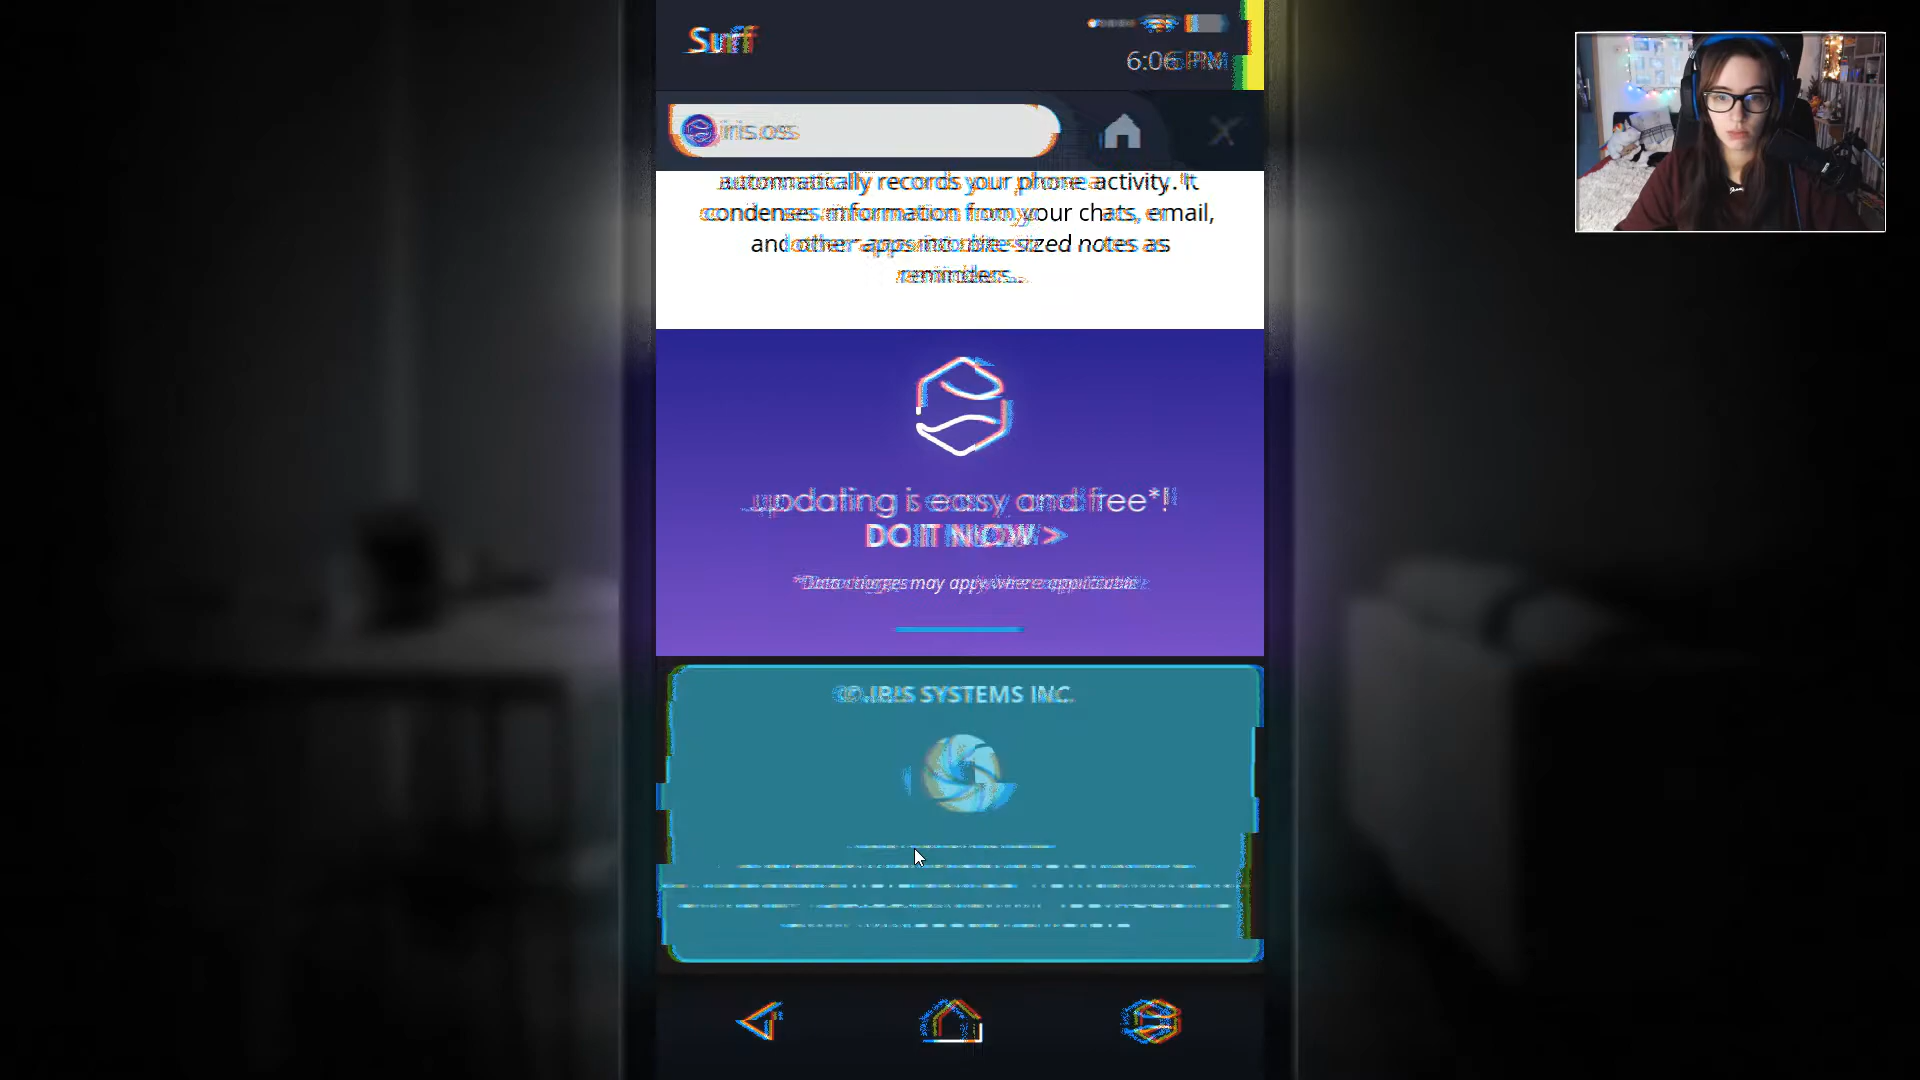 Surf
6:06 PM
iris.os
automatically records your phone activity. It
condenses information from your chats, email,
and other apps into bite-sized notes as
reminders.
updating is easy and free*!
DO IT NOW >
*Data charges may apply where applicable
© IBIS SYSTEMS INC.